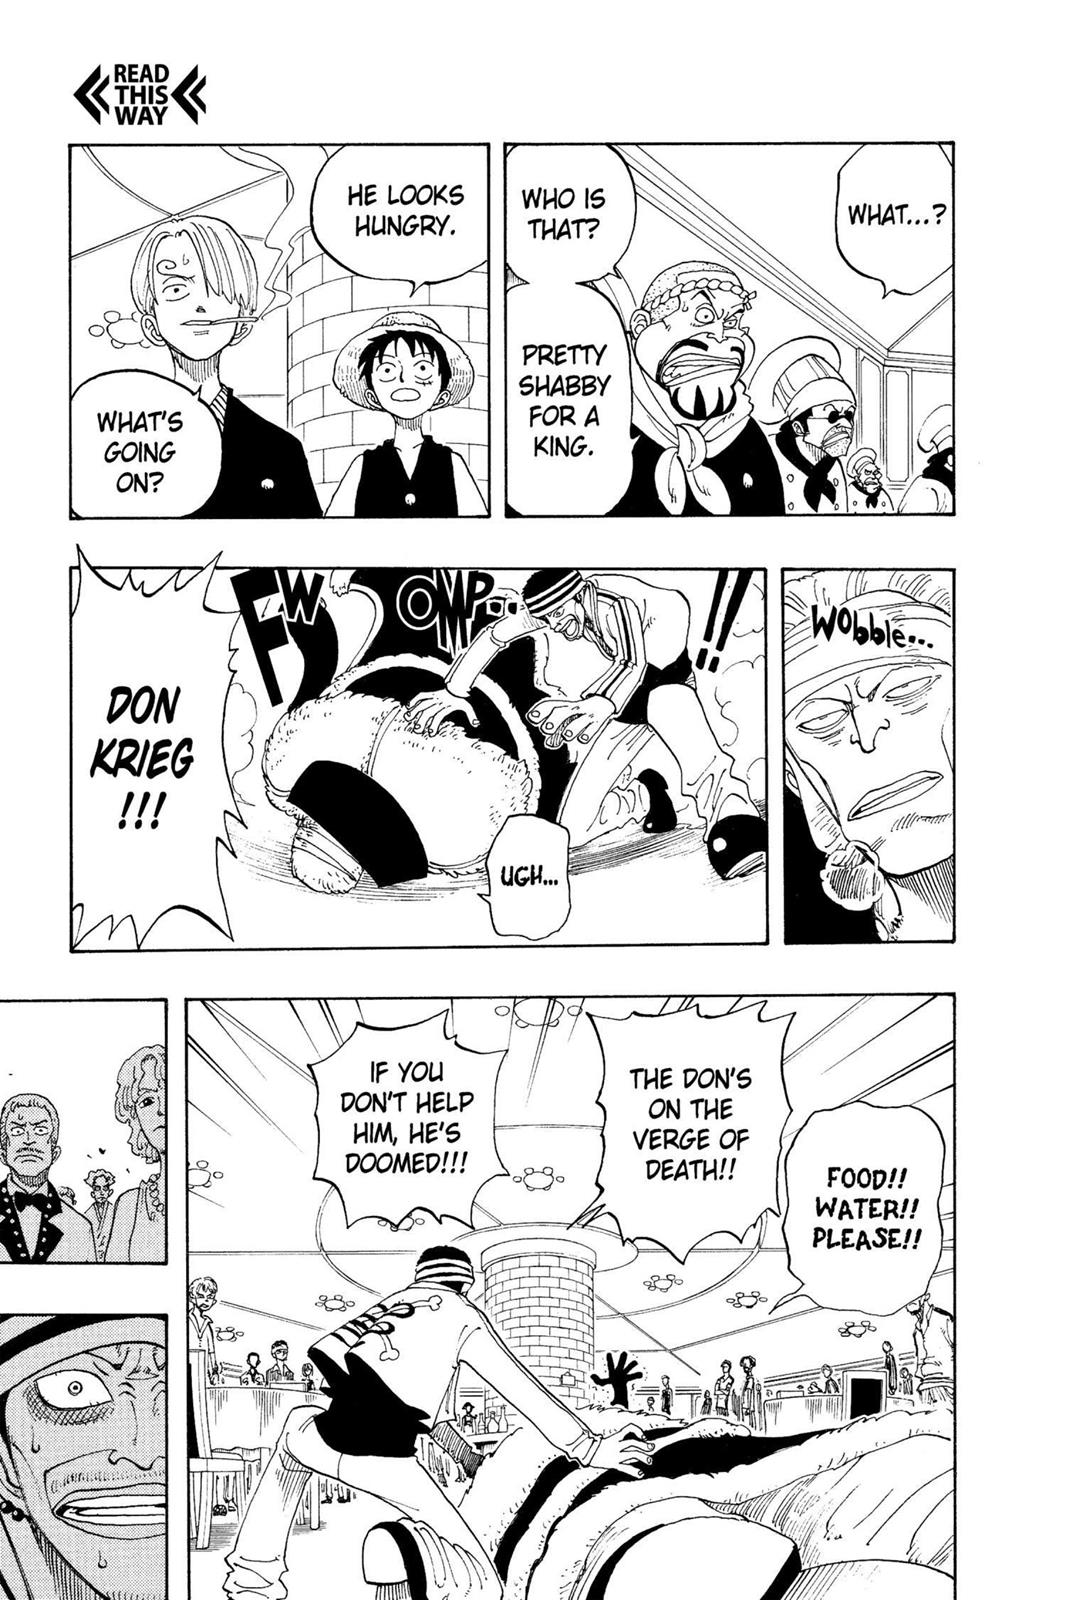 READ
THIS
WAY
WHAT...?
WHO IS
THAT?
PRETTY
SHABBY
FOR A
KING.
HE LOOKS
HUNGRY.
WHAT'S
GOING
ON?
WOBBLE...
FWOMP...!!
UGH...
DON
KRIEG
!!!
FOOD!!
WATER!!
PLEASE!!
THE DON'S
ON THE
VERGE OF
DEATH!!
IF YOU
DON'T HELP
HIM, HE'S
DOOMED!!!